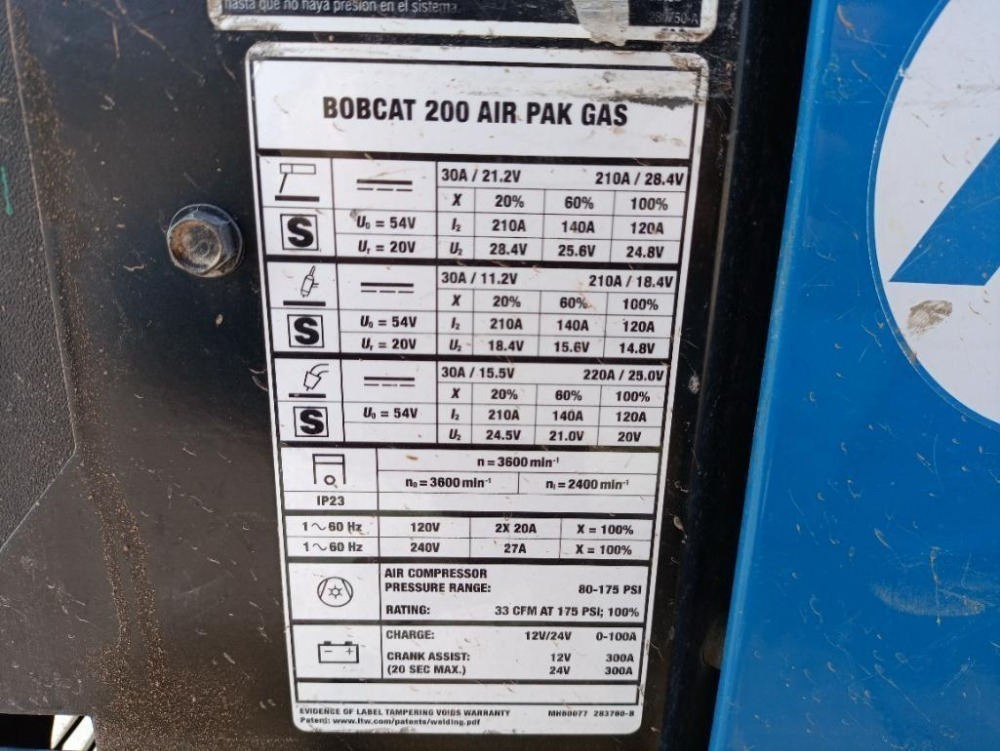 hasta que no haya presion en el sistema
BOBCAT 200 AIR PAK GAS
30A / 21.2V 210A / 28.4V
X 20% 60% 100%
S U₀ = 54V I₂ 210A 140A 120A
Uᵣ = 20V U₂ 28.4V 25.6V 24.8V
30A / 11.2V 210A / 18.4V
X 20% 60% 100%
S U₀ = 54V I₂ 210A 140A 120A
Uᵣ = 20V U₂ 18.4V 15.6V 14.8V
30A / 15.5V 220A / 25.0V
X 20% 60% 100%
S U₀ = 54V I₂ 210A 140A 120A
U₂ 24.5V 21.0V 20V
n = 3600 min⁻¹
n₀ = 3600 min⁻¹ n₁ = 2400 min⁻¹
IP23
1 ~ 60 Hz 120V 2X 20A X = 100%
1 ~ 60 Hz 240V 27A X = 100%
AIR COMPRESSOR
PRESSURE RANGE: 80-175 PSI
RATING: 33 CFM AT 175 PSI; 100%
CHARGE: 12V/24V 0-100A
CRANK ASSIST: 12V 300A
(20 SEC MAX.) 24V 300A
EVIDENCE OF LABEL TAMPERING VOIDS WARRANTY
Patent: www.itw.com/patents/welding.pdf